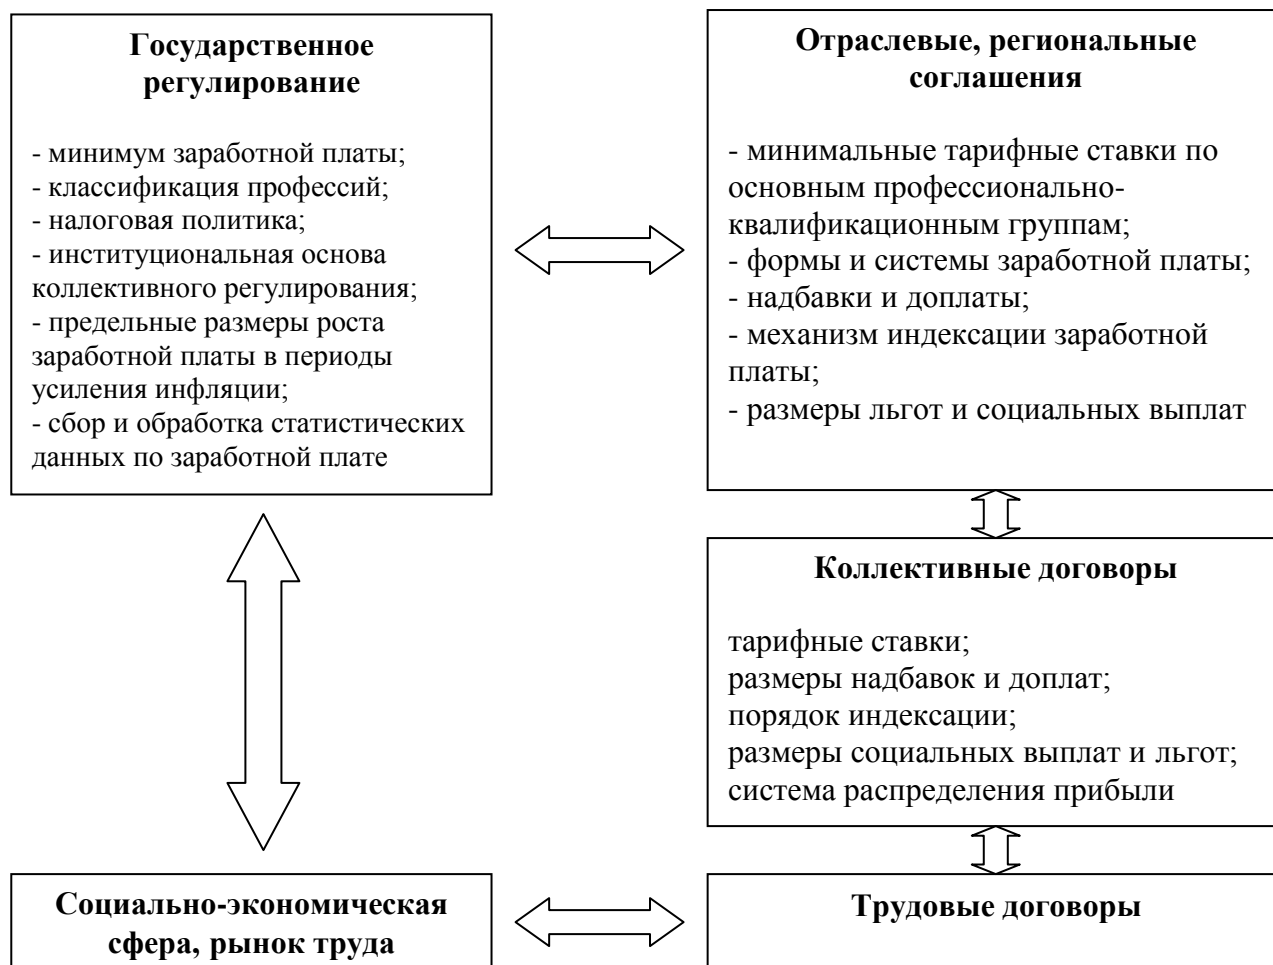 Государственное
регулирование
- минимум заработной платы;
- классификация профессий;
- налоговая политика;
- институциональная основа
коллективного регулирования;
- предельные размеры роста
заработной платы в периоды
усиления инфляции;
- сбор и обработка статистических
данных по заработной плате
Отраслевые, региональные
соглашения
- минимальные тарифные ставки по
основным профессионально-
квалификационным группам;
- формы и системы заработной платы;
- надбавки и доплаты;
- механизм индексации заработной
платы;
- размеры льгот и социальных выплат
Коллективные договоры
тарифные ставки;
размеры надбавок и доплат;
порядок индексации;
размеры социальных выплат и льгот;
система распределения прибыли
Социально-экономическая
сфера, рынок труда
Трудовые договоры